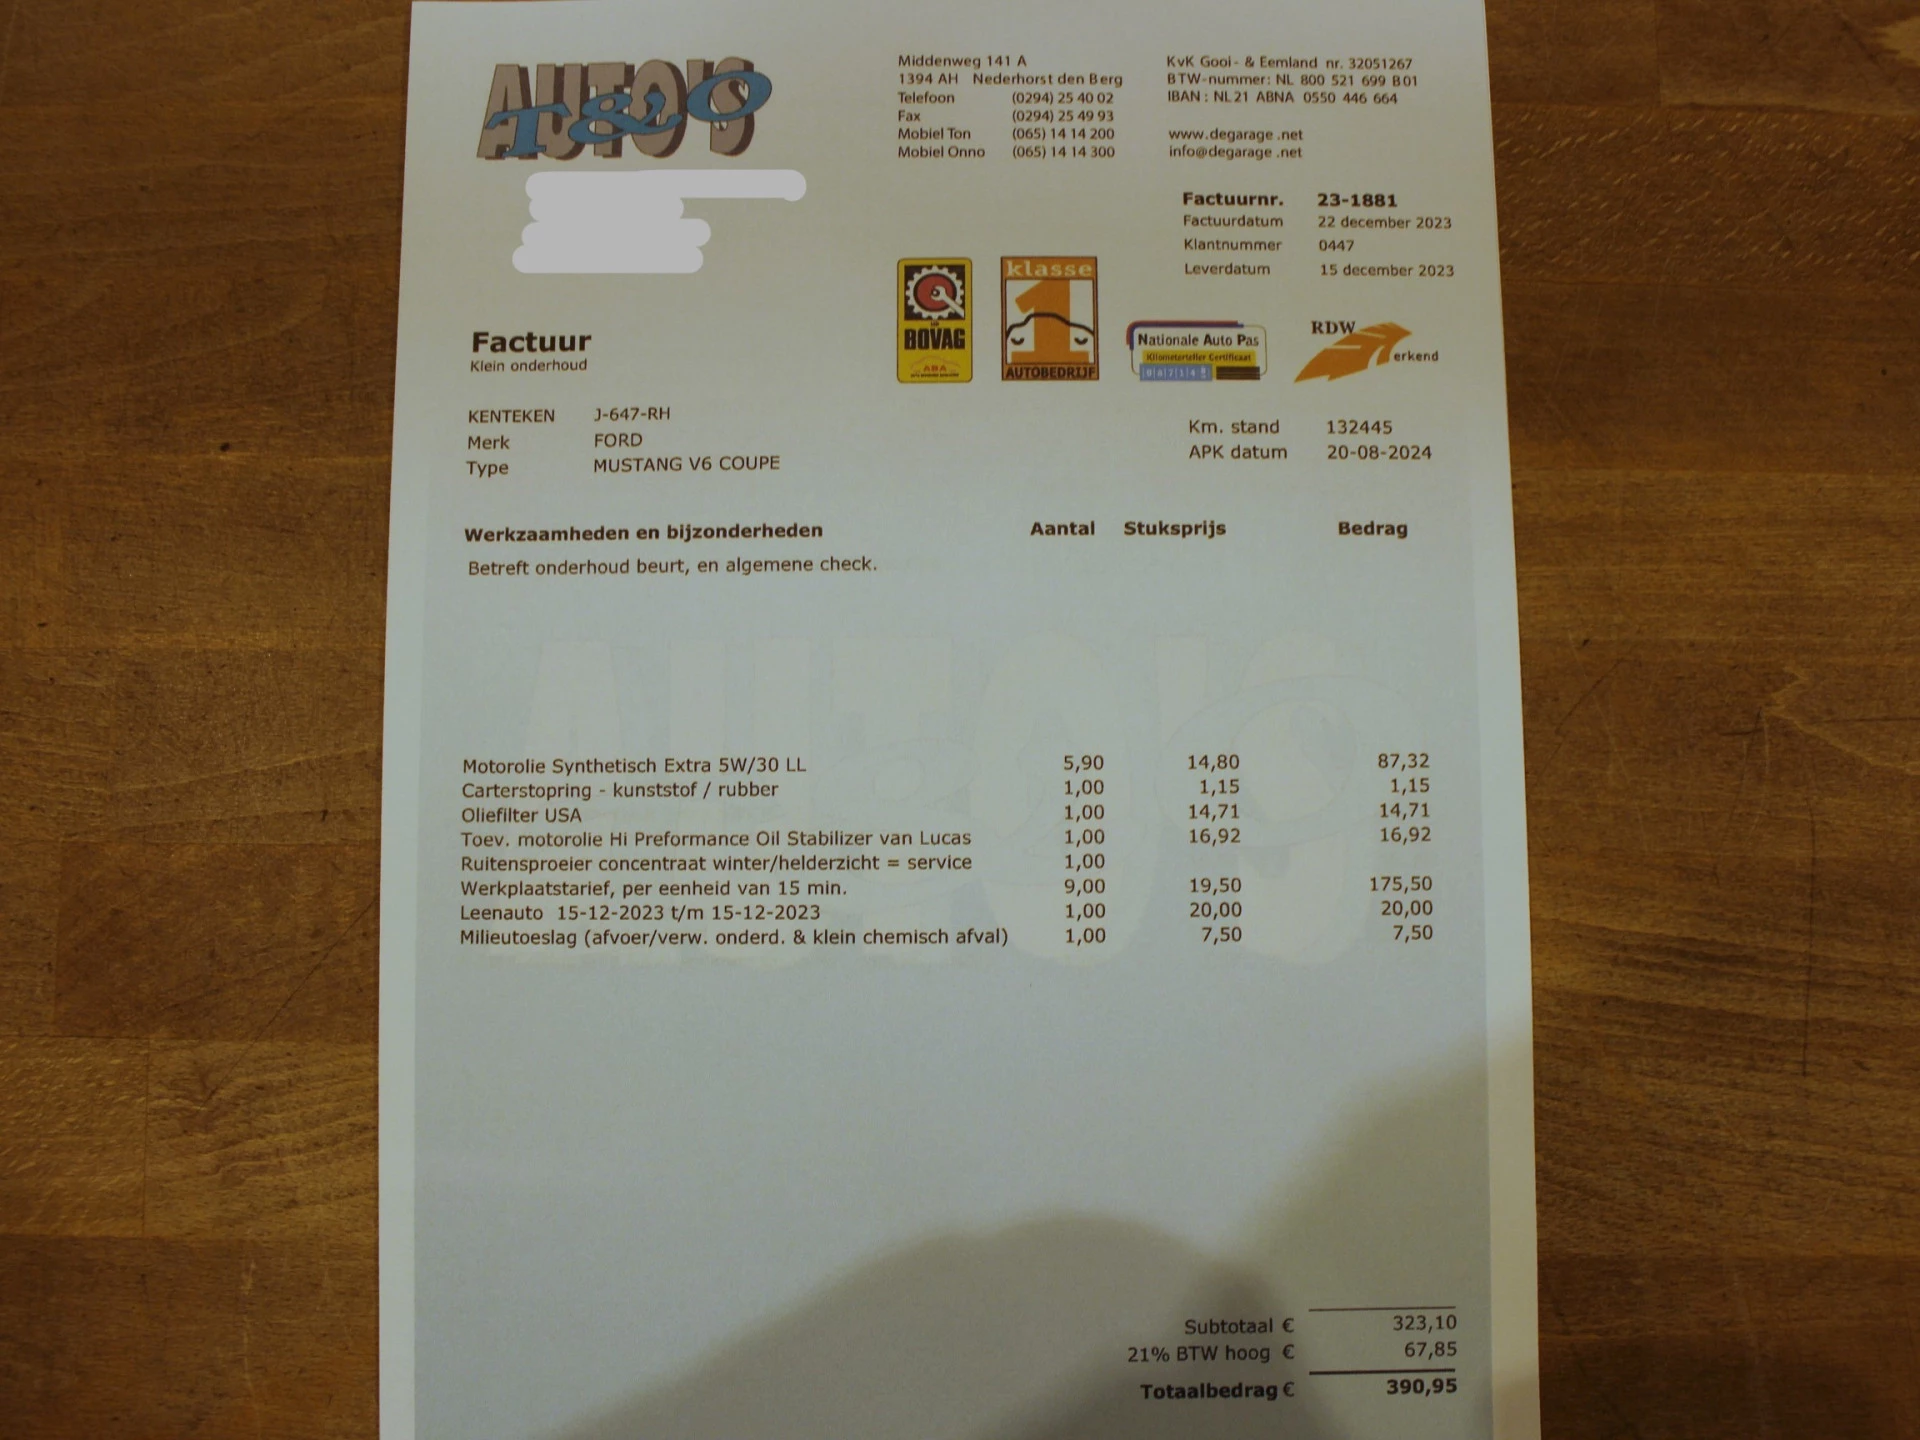 AUTO'S
T&O
Middenweg 141 A
1394 AH Nederhorst den Berg
Telefoon (0294) 25 40 02
Fax (0294) 25 49 93
Mobiel Ton (065) 14 14 200
Mobiel Onno (065) 14 14 300
KvK Gooi- & Eemland nr. 32051267
BTW-nummer: NL 800 521 699 B01
IBAN : NL21 ABNA 0550 446 664
www.degarage .net
info@degarage .net
Factuurnr. 23-1881
Factuurdatum 22 december 2023
Klantnummer 0447
Leverdatum 15 december 2023
BOVAG
ABA
klasse
1
AUTOBEDRIJF
Nationale Auto Pas
Kilometerteller Certificaat
RDW
erkend
Factuur
Klein onderhoud
KENTEKEN J-647-RH
Merk FORD
Type MUSTANG V6 COUPE
Km. stand 132445
APK datum 20-08-2024
Werkzaamheden en bijzonderheden Aantal Stuksprijs Bedrag
Betreft onderhoud beurt, en algemene check.
Motorolie Synthetisch Extra 5W/30 LL 5,90 14,80 87,32
Carterstopring - kunststof / rubber 1,00 1,15 1,15
Oliefilter USA 1,00 14,71 14,71
Toev. motorolie Hi Preformance Oil Stabilizer van Lucas 1,00 16,92 16,92
Ruitensproeier concentraat winter/helderzicht = service 1,00
Werkplaatstarief, per eenheid van 15 min. 9,00 19,50 175,50
Leenauto 15-12-2023 t/m 15-12-2023 1,00 20,00 20,00
Milieutoeslag (afvoer/verw. onderd. & klein chemisch afval) 1,00 7,50 7,50
Subtotaal € 323,10
21% BTW hoog € 67,85
Totaalbedrag € 390,95